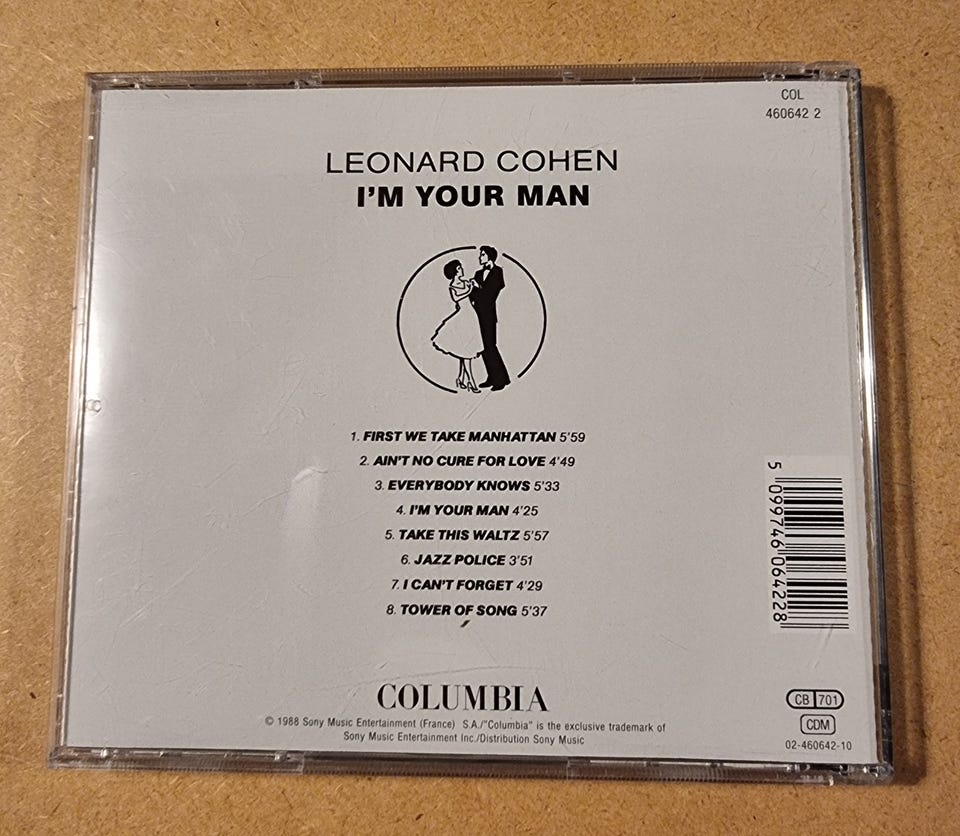 COL
460642 2
LEONARD COHEN
I'M YOUR MAN
1. FIRST WE TAKE MANHATTAN 5'59
2. AIN'T NO CURE FOR LOVE 4'49
3. EVERYBODY KNOWS 5'33
4. I'M YOUR MAN 4'25
5. TAKE THIS WALTZ 5'57
6. JAZZ POLICE 3'51
7. I CAN'T FORGET 4'29
8. TOWER OF SONG 5'37
5 099746 064228
COLUMBIA
© 1988 Sony Music Entertainment (France) S.A./"Columbia" is the exclusive trademark of
Sony Music Entertainment Inc./Distribution Sony Music
CB 701
CDM
02-460642-10